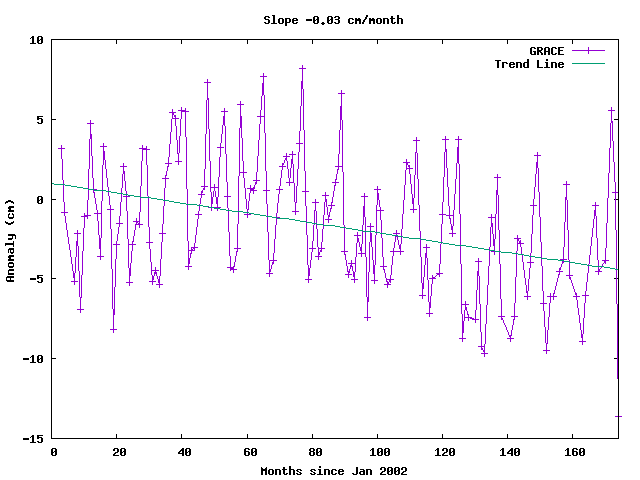 Slope -0.03 cm/month
GRACE
Trend Line
10
5
0
-5
-10
-15
Anomaly (cm)
0 20 40 60 80 100 120 140 160
Months since Jan 2002